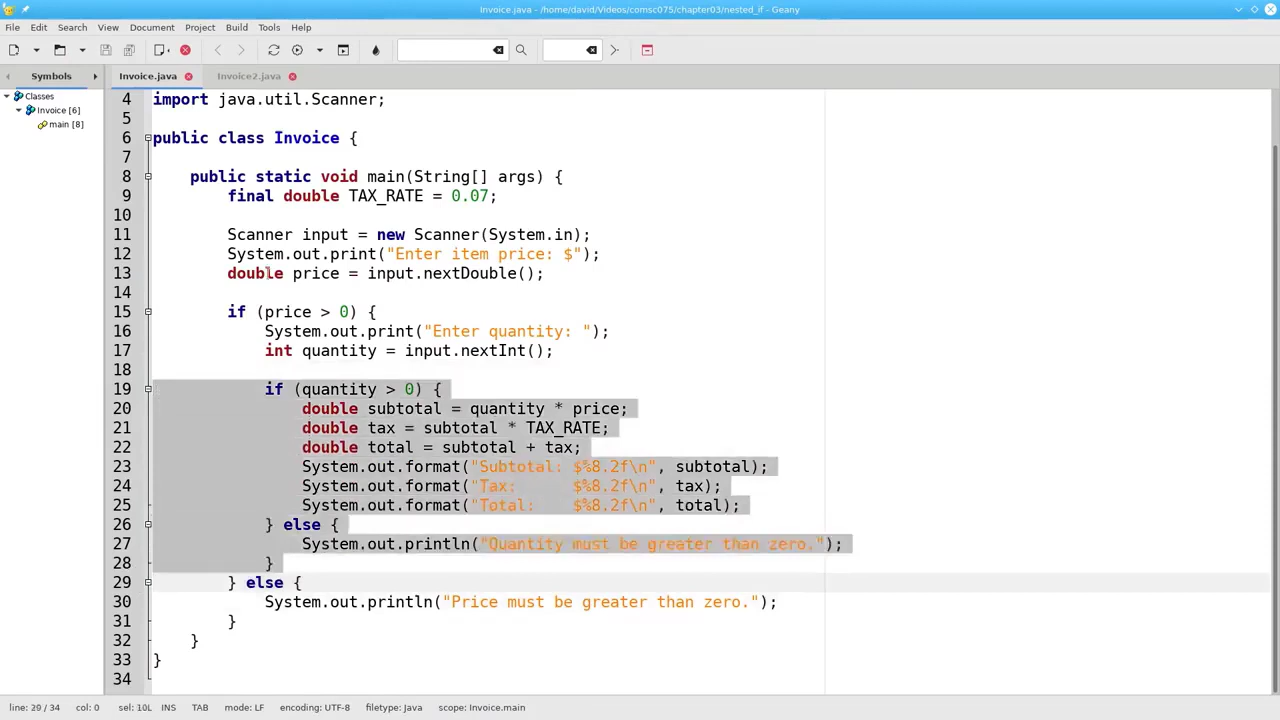 Invoice.java - /home/david/Videos/comsc075/chapter03/nested_if - Geany
File Edit Search View Document Project Build Tools Help
Symbols Invoice.java Invoice2.java
Classes
Invoice [6]
main [8]
4 import java.util.Scanner;
5
6 public class Invoice {
7
8 public static void main(String[] args) {
9 final double TAX_RATE = 0.07;
10
11 Scanner input = new Scanner(System.in);
12 System.out.print("Enter item price: $");
13 double price = input.nextDouble();
14
15 if (price > 0) {
16 System.out.print("Enter quantity: ");
17 int quantity = input.nextInt();
18
19 if (quantity > 0) {
20 double subtotal = quantity * price;
21 double tax = subtotal * TAX_RATE;
22 double total = subtotal + tax;
23 System.out.format("Subtotal: $%8.2f\n", subtotal);
24 System.out.format("Tax:      $%8.2f\n", tax);
25 System.out.format("Total:    $%8.2f\n", total);
26 } else {
27 System.out.println("Quantity must be greater than zero.");
28 }
29 } else {
30 System.out.println("Price must be greater than zero.");
31 }
32 }
33 }
34
line: 29 / 34 col: 0 sel: 10L INS TAB mode: LF encoding: UTF-8 filetype: Java scope: Invoice.main